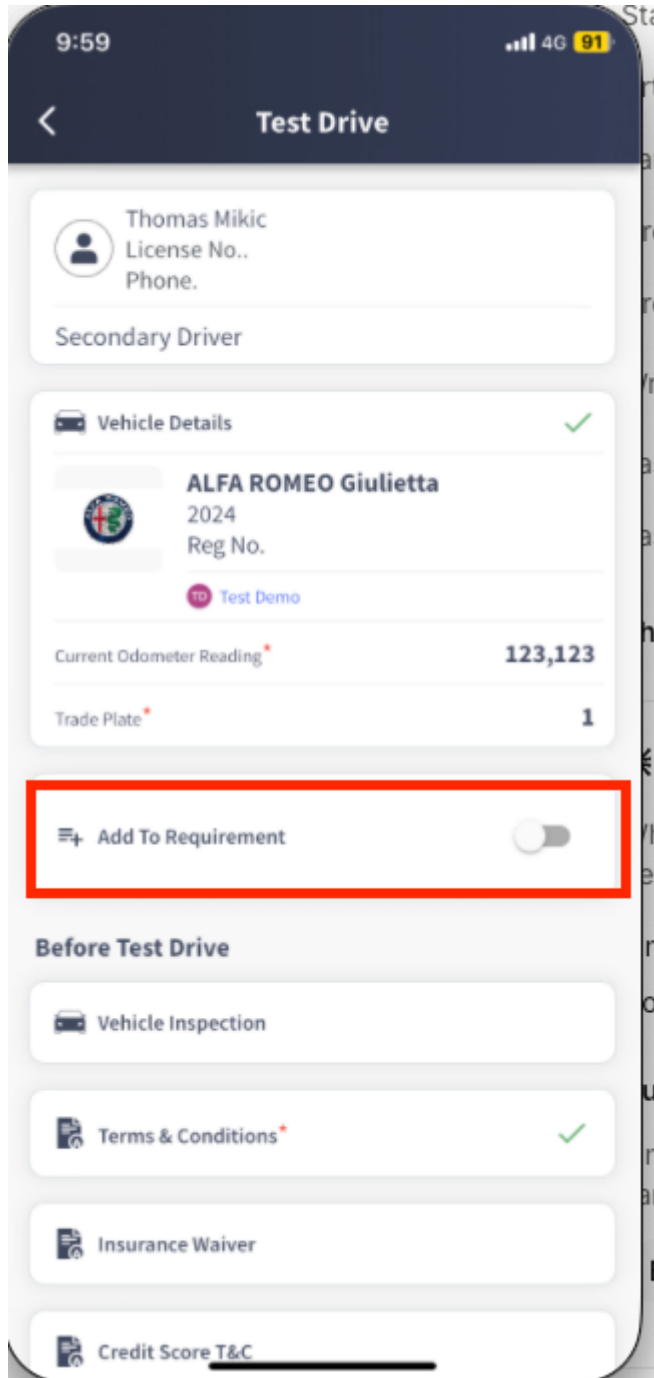 9:59
4G 91
Test Drive
Thomas Mikic
License No..
Phone.
Secondary Driver
Vehicle Details
ALFA ROMEO Giulietta
2024
Reg No.
TD Test Demo
Current Odometer Reading* 123,123
Trade Plate* 1
Add To Requirement
Before Test Drive
Vehicle Inspection
Terms & Conditions*
Insurance Waiver
Credit Score T&C